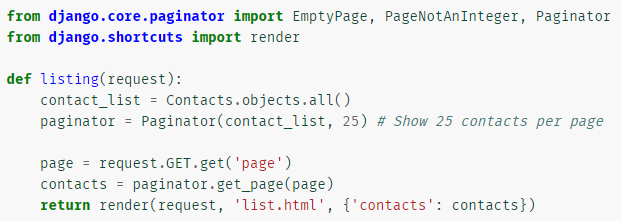 from django.core.paginator import EmptyPage, PageNotAnInteger, Paginator
from django.shortcuts import render

def listing(request):
    contact_list = Contacts.objects.all()
    paginator = Paginator(contact_list, 25) # Show 25 contacts per page

    page = request.GET.get('page')
    contacts = paginator.get_page(page)
    return render(request, 'list.html', {'contacts': contacts})